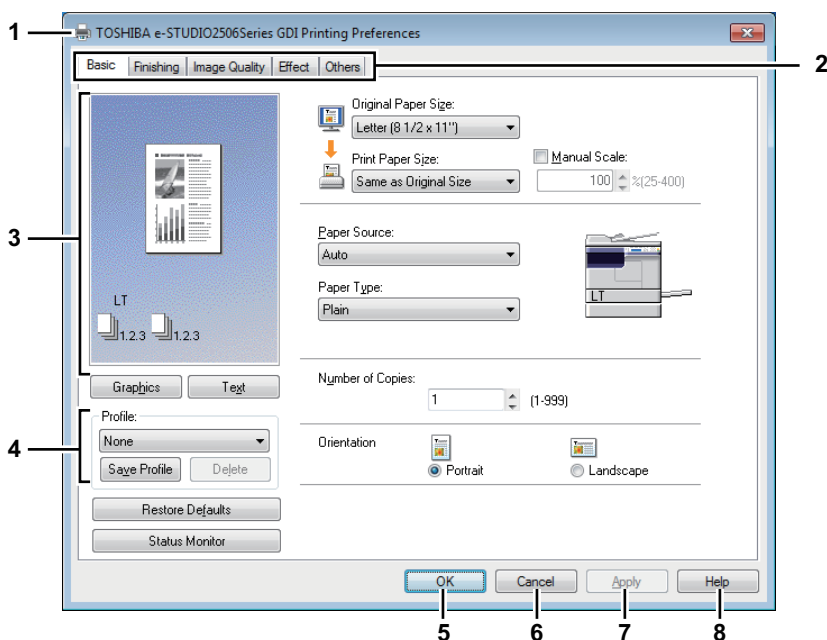 1
TOSHIBA e-STUDIO2506Series GDI Printing Preferences
Basic Finishing Image Quality Effect Others
2
3
LT
1.2.3 1.2.3
Graphics Text
4
Profile:
None
Save Profile Delete
Restore Defaults
Status Monitor
Original Paper Size:
Letter (8 1/2 x 11")
Print Paper Size:
Same as Original Size
Manual Scale:
100 %(25-400)
Paper Source:
Auto
Paper Type:
Plain
LT
Number of Copies:
1 (1-999)
Orientation
Portrait Landscape
OK Cancel Apply Help
5 6 7 8